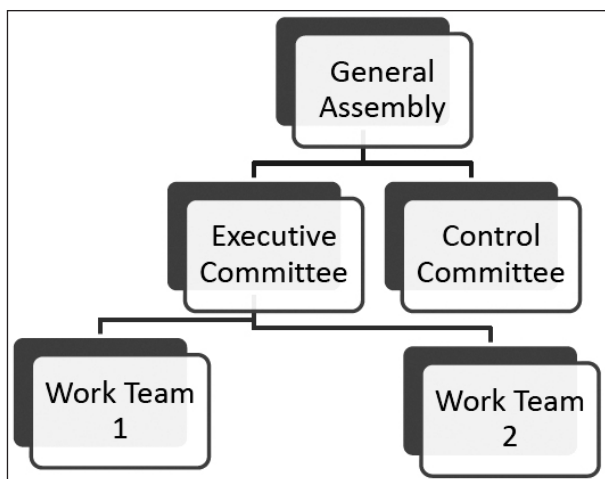 General
Assembly
Executive
Committee
Control
Committee
Work Team
1
Work Team
2